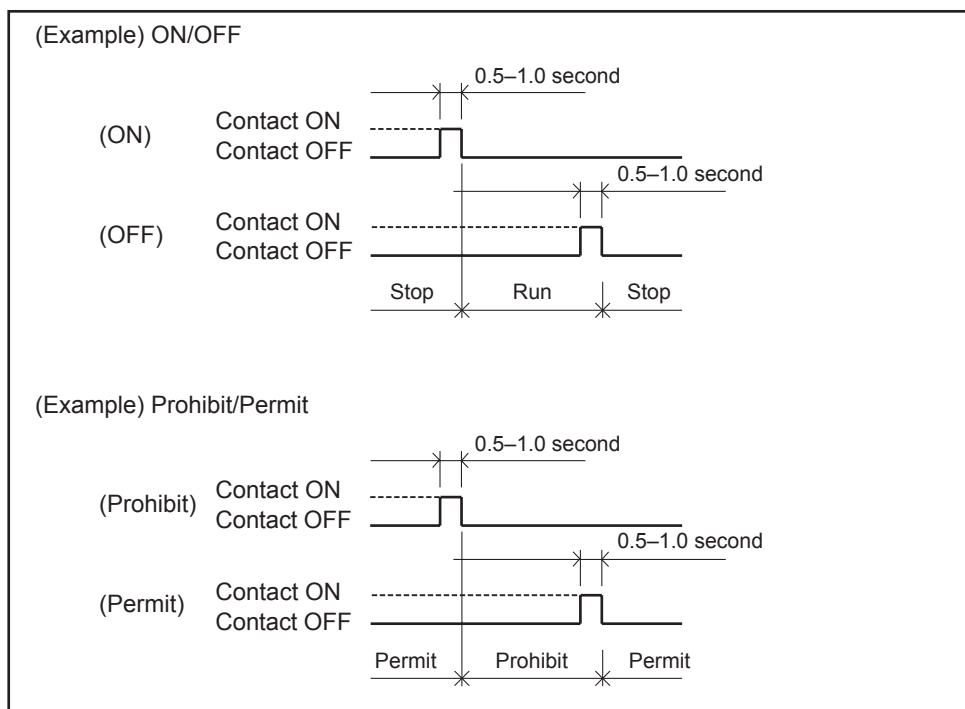 (Example) ON/OFF
0.5–1.0 second
(ON)
Contact ON
Contact OFF
0.5–1.0 second
(OFF)
Contact ON
Contact OFF
Stop
Run
Stop
(Example) Prohibit/Permit
0.5–1.0 second
(Prohibit)
Contact ON
Contact OFF
0.5–1.0 second
(Permit)
Contact ON
Contact OFF
Permit
Prohibit
Permit